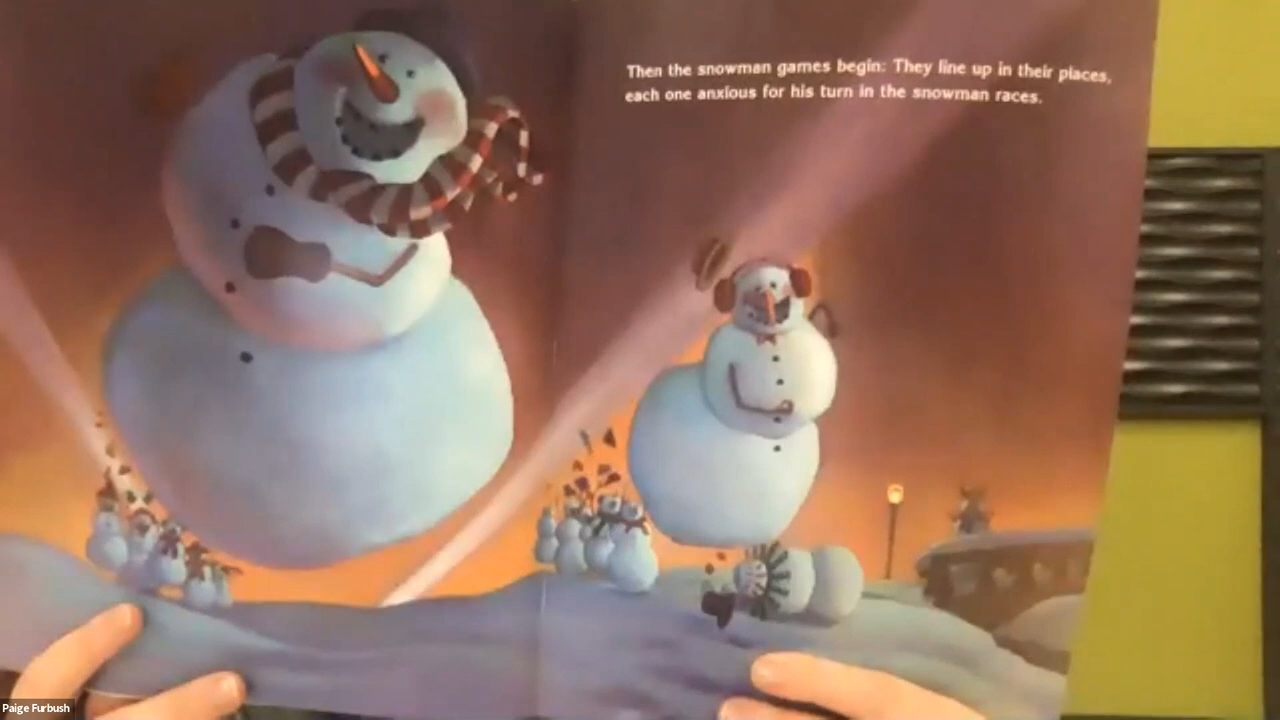 Then the snowman games begin: They line up in their places,
each one anxious for his turn in the snowman races.
Paige Furbush